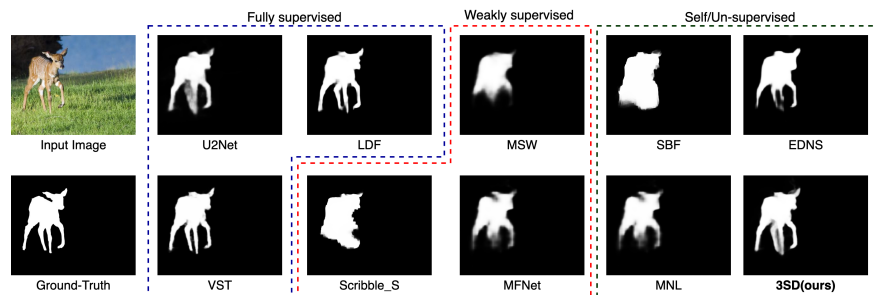 Fully supervised
Weakly supervised
Self/Un-supervised
Input Image
U2Net
LDF
MSW
SBF
EDNS
Ground-Truth
VST
Scribble_S
MFNet
MNL
3SD(ours)